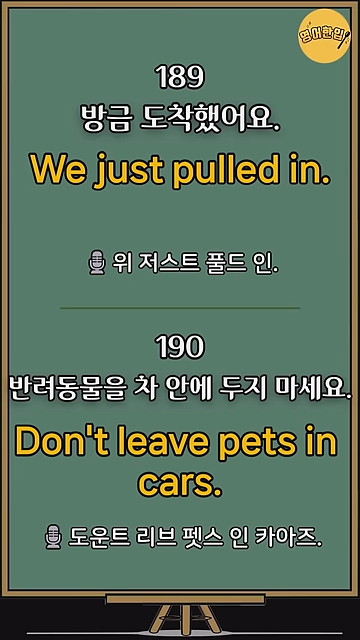 영어한입
189
방금 도착했어요.
We just pulled in.
위 저스트 풀드 인.
190
반려동물을 차 안에 두지 마세요.
Don't leave pets in
cars.
도운트 리브 펫스 인 카아즈.